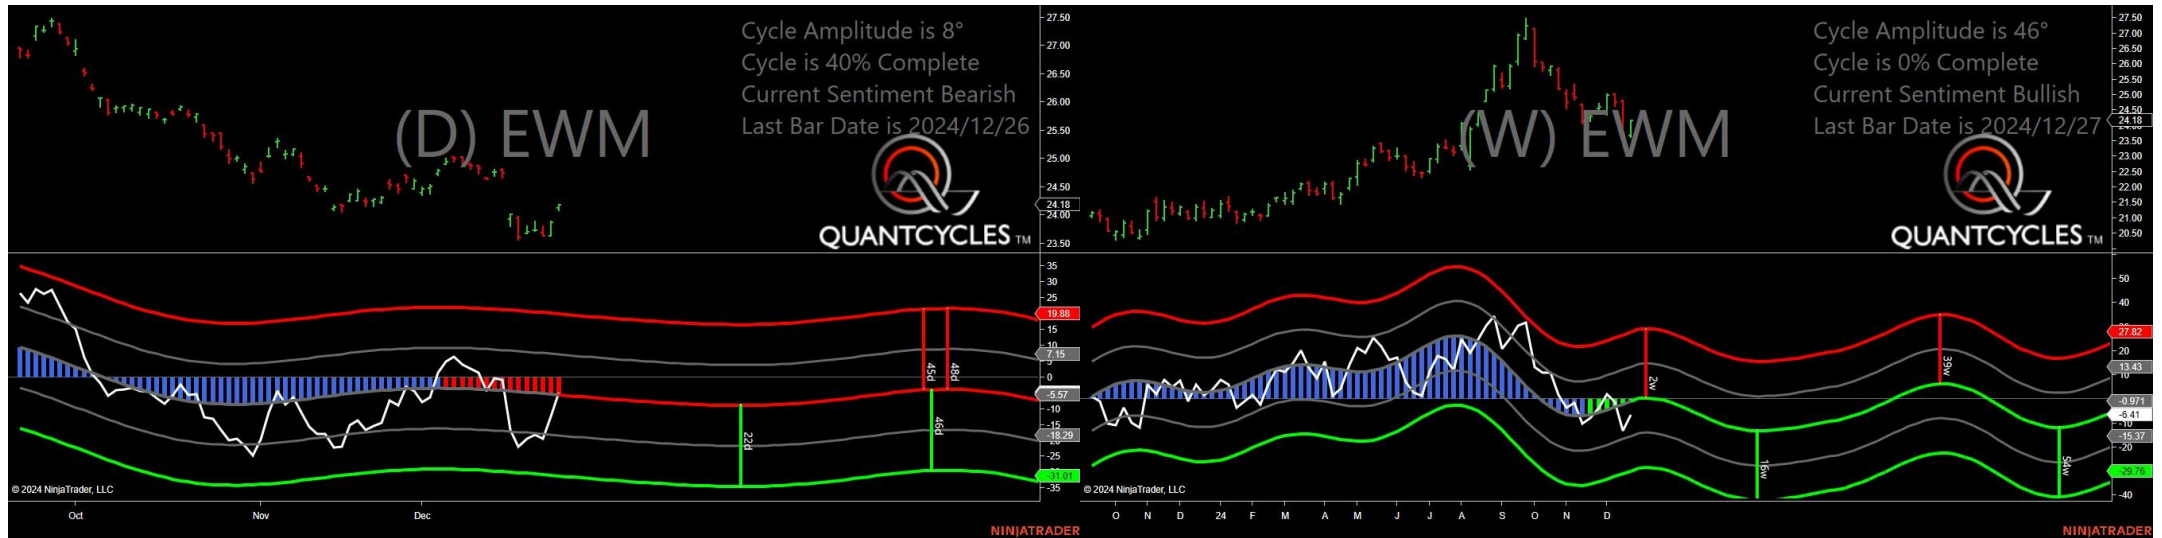 Cycle Amplitude is 8°
Cycle is 40% Complete
Current Sentiment Bearish
Last Bar Date is 2024/12/26
(D) EWM
QUANTCYCLES TM
27.50
27.00
26.50
26.00
25.50
25.00
24.50
24.18
24.00
23.50
35
30
25
19.88
15
10
7.15
0
-5.57
-10
-15
-18.29
-25
-31.01
-35
22d
45d
46d
48d
© 2024 NinjaTrader, LLC
Oct Nov Dec
NINJATRADER
Cycle Amplitude is 46°
Cycle is 0% Complete
Current Sentiment Bullish
Last Bar Date is 2024/12/27
(W) EWM
QUANTCYCLES TM
27.50
27.00
26.50
26.00
25.50
25.00
24.50
24.18
23.50
23.00
22.50
22.00
21.50
21.00
20.50
50
40
27.82
20
13.43
10
-0.971
-6.41
-10
-15.37
-20
-29.76
-40
2w
16w
39w
54w
© 2024 NinjaTrader, LLC
O N D 24 F M A M J J A S O N D
NINJATRADER